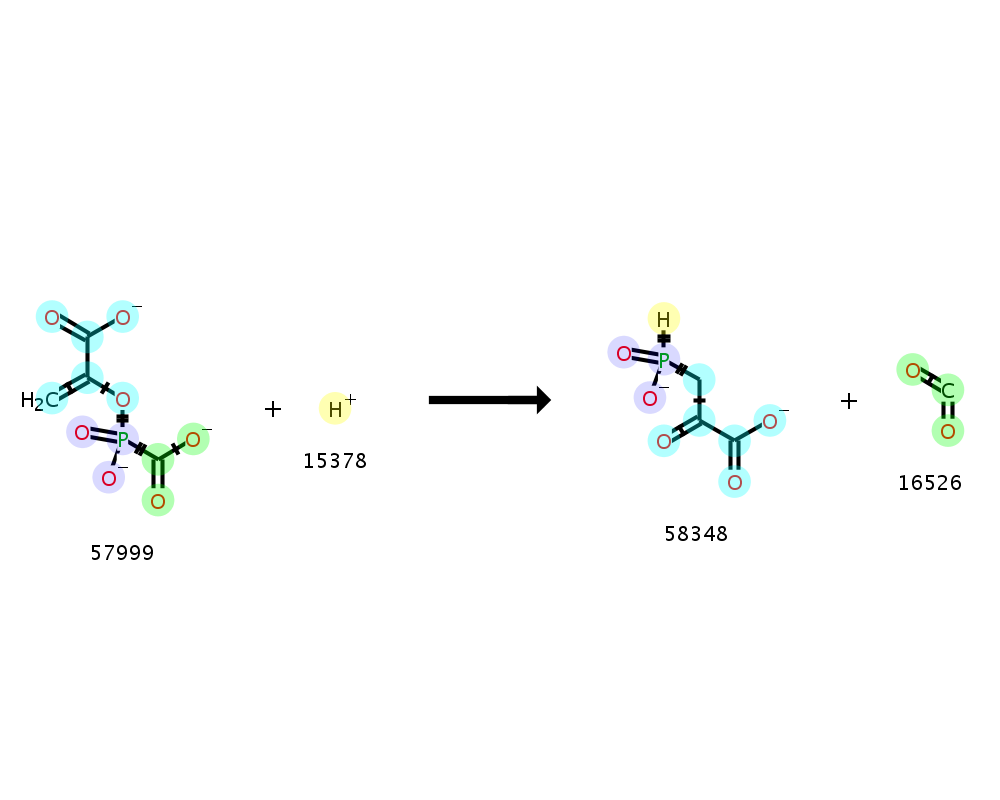 O O−
H2C O
O P O−
O− O
57999
+
H+
15378
H
O P
O−
O O−
O
58348
+
O C
O
16526